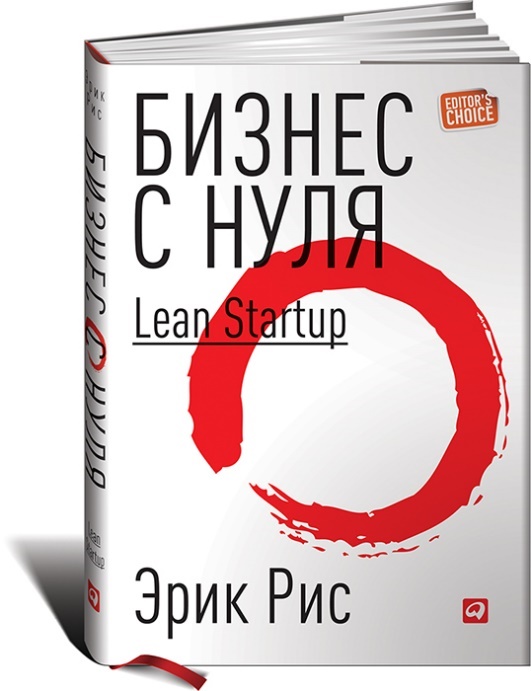 БИЗНЕС
С НУЛЯ
Lean Startup
EDITOR'S
CHOICE
Эрик Рис
Эрик
Рис
БИЗНЕС С НУЛЯ
Lean
Startup